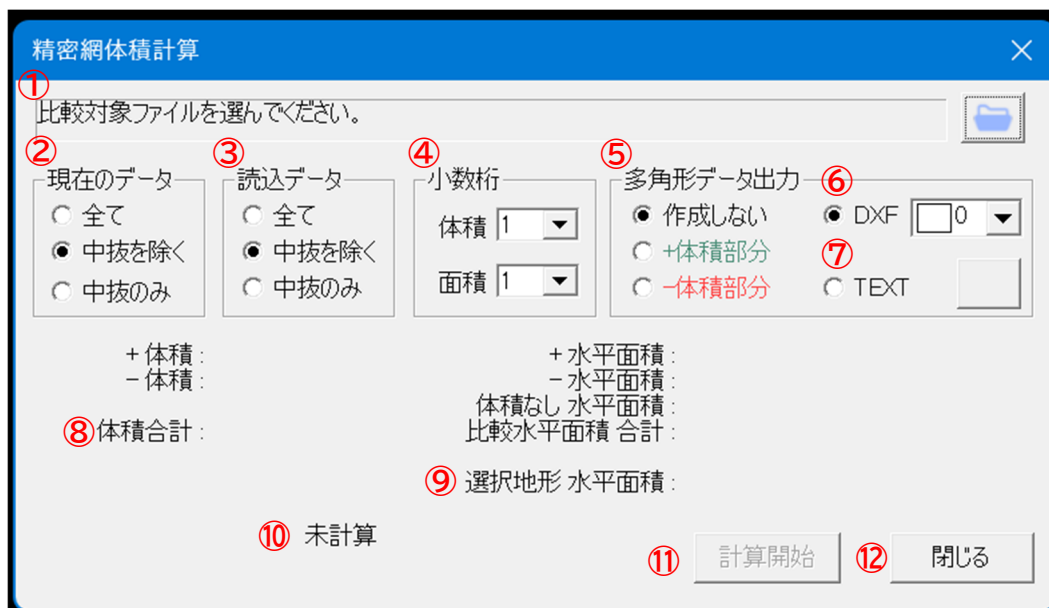 精密網体積計算
①
比較対象ファイルを選んでください。
② ③ ④ ⑤
現在のデータ 読込データ 小数桁 多角形データ出力 ⑥
全て 全て 体積 1 作成しない DXF 0
中抜を除く 中抜を除く +体積部分 ⑦
中抜のみ 中抜のみ 面積 1 −体積部分 TEXT
+体積 : +水平面積 :
−体積 : −水平面積 :
体積なし 水平面積 :
⑧体積合計 : 比較水平面積 合計 :
⑨ 選択地形 水平面積 :
⑩ 未計算
⑪ 計算開始 ⑫ 閉じる